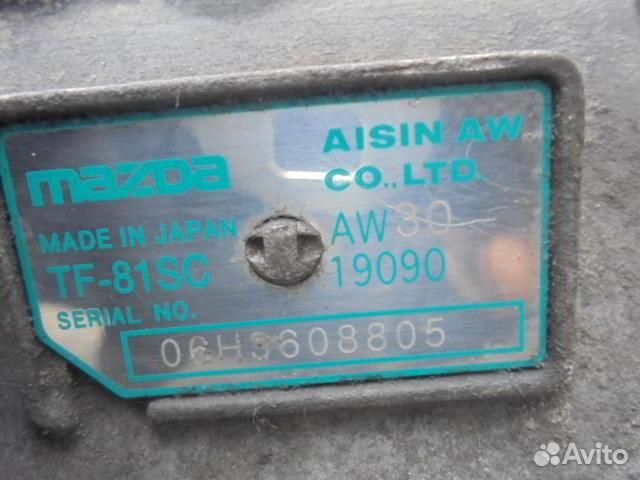 mazda
AISIN AW
CO., LTD.
MADE IN JAPAN
AW30
TF-81SC
19090
SERIAL NO.
06H3608805
Avito